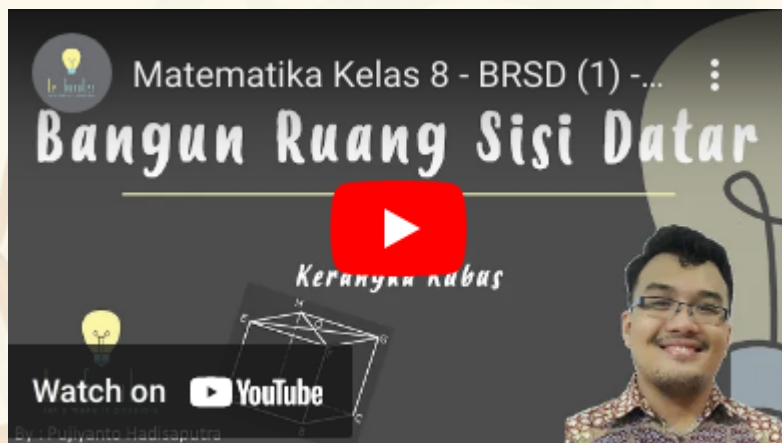 Matematika Kelas 8 - BRSD (1) -...
Bangun Ruang Sisi Datar
Kerangka Kubus
H
E
G
Watch on YouTube
By : Pujiyanto Hadisaputra